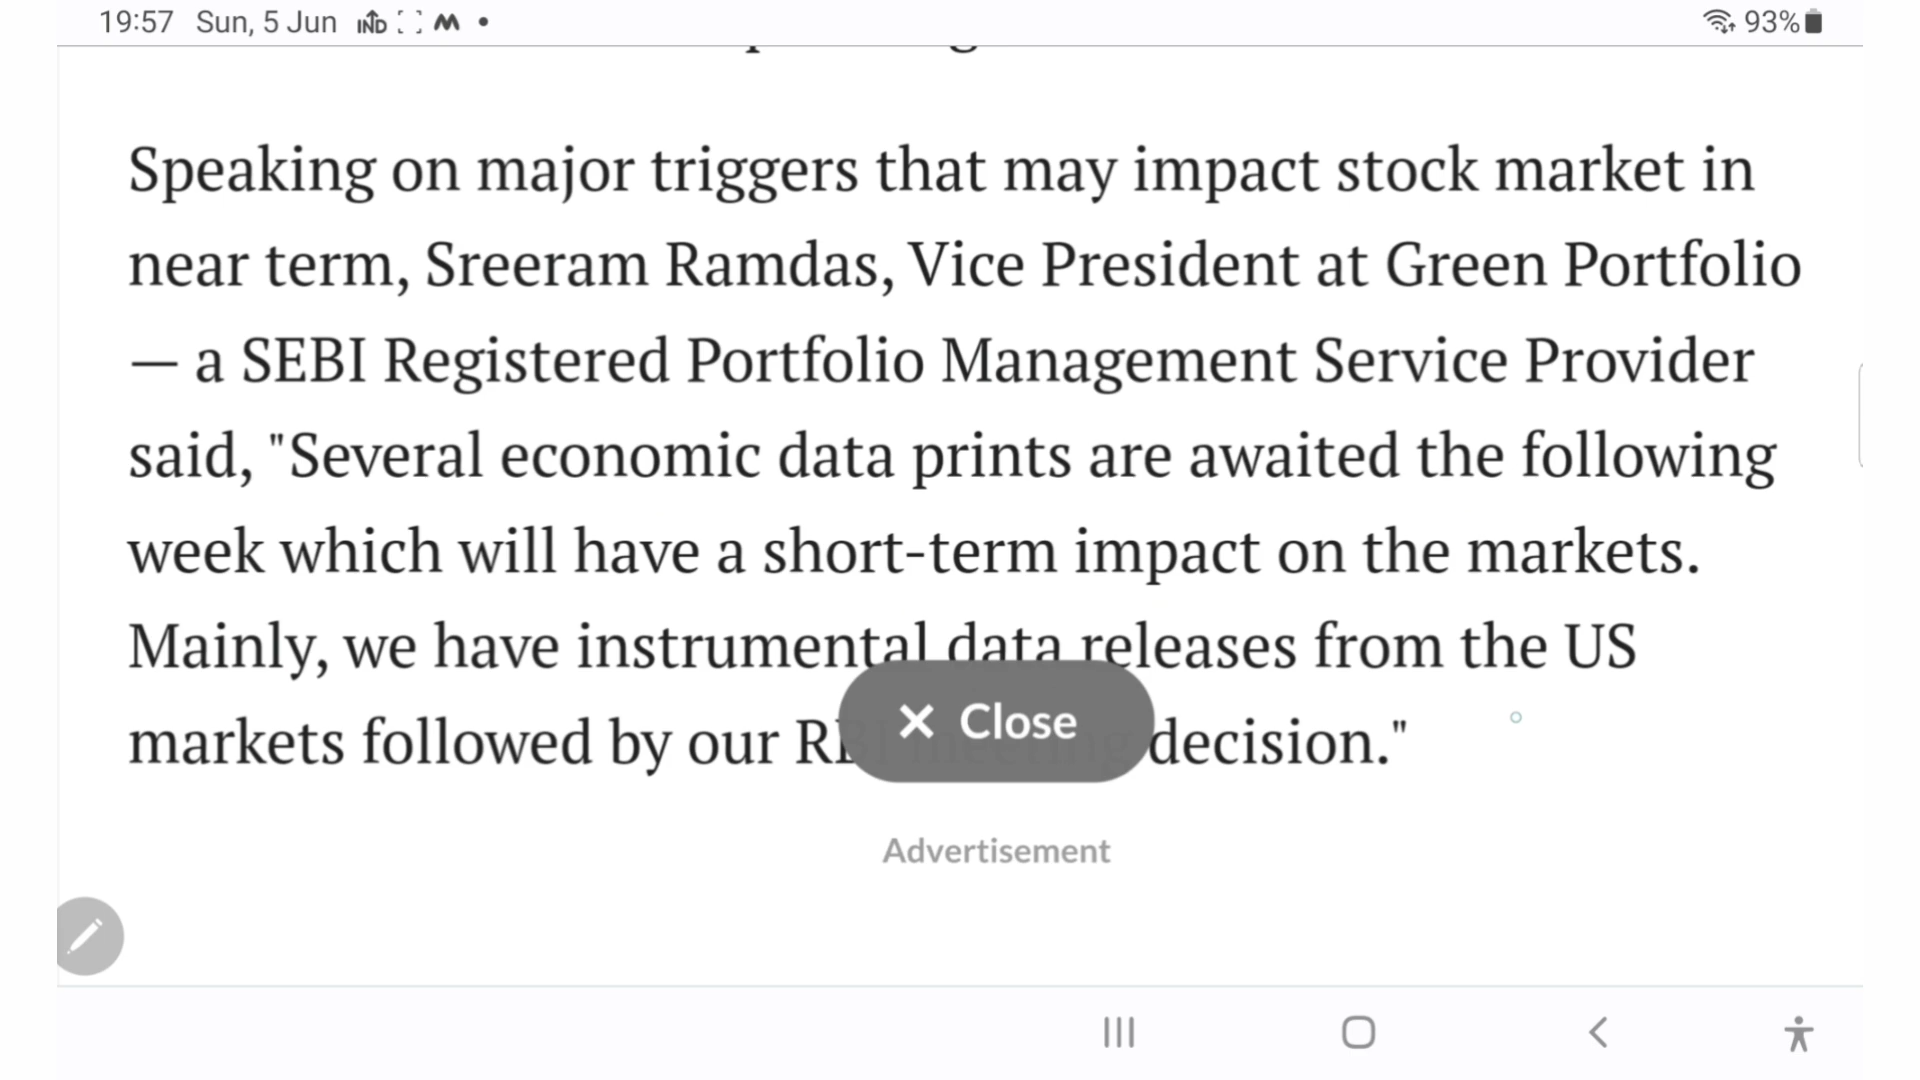 19:57 Sun, 5 Jun IND
93%
Speaking on major triggers that may impact stock market in
near term, Sreeram Ramdas, Vice President at Green Portfolio
— a SEBI Registered Portfolio Management Service Provider
said, "Several economic data prints are awaited the following
week which will have a short-term impact on the markets.
Mainly, we have instrumental data releases from the US
markets followed by our RBI meeting decision."
× Close
Advertisement